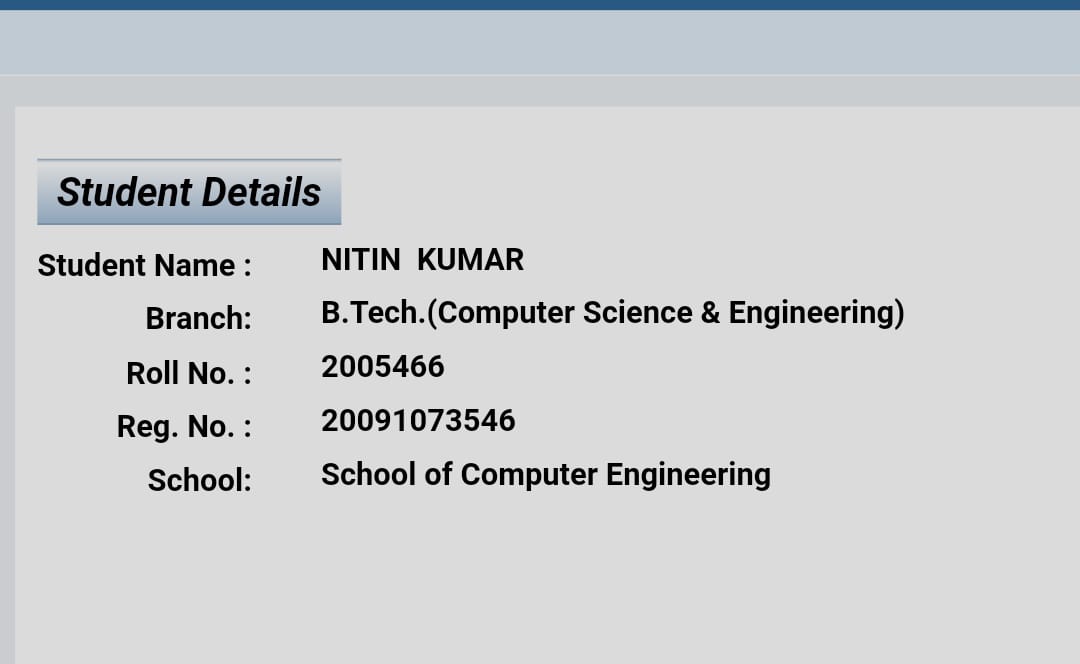 Student Details
Student Name : NITIN KUMAR
Branch: B.Tech.(Computer Science & Engineering)
Roll No. : 2005466
Reg. No. : 20091073546
School: School of Computer Engineering